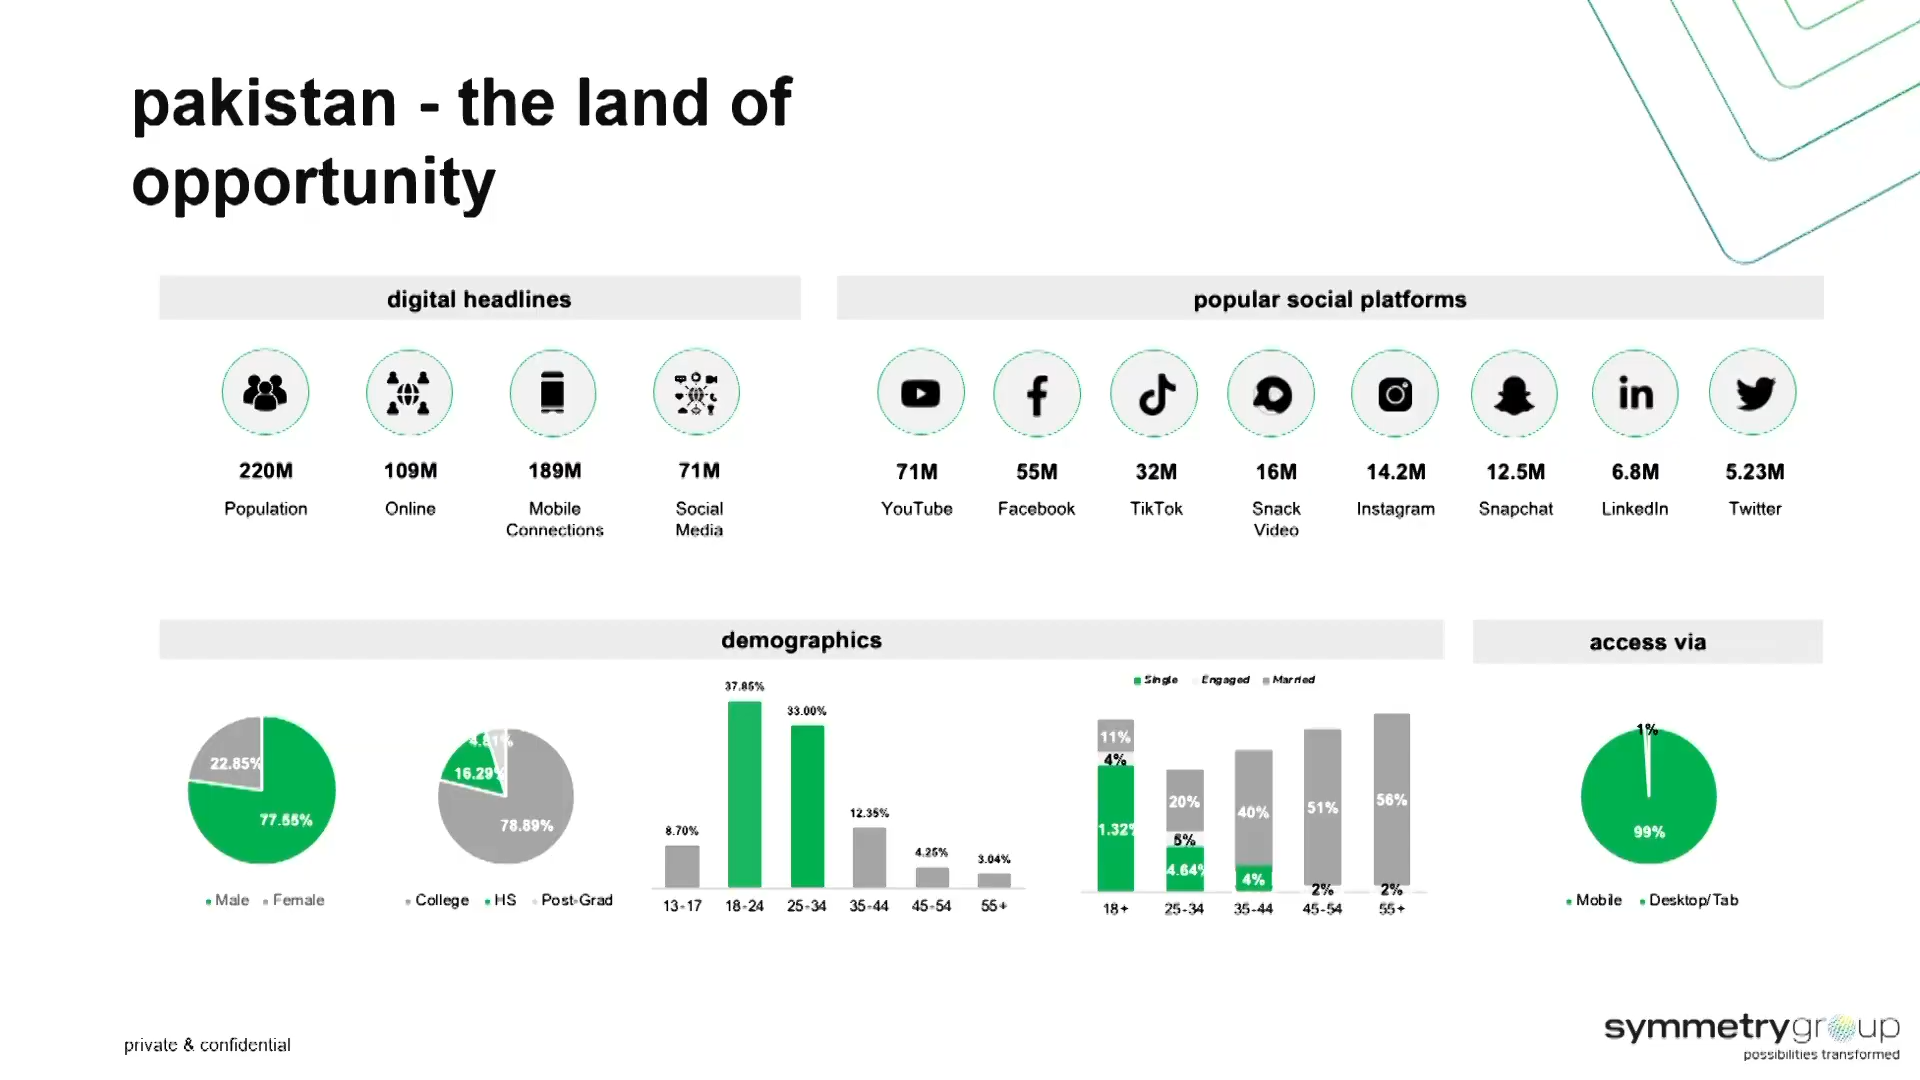 pakistan - the land of
opportunity
digital headlines
popular social platforms
220M
109M
189M
71M
Population
Online
Mobile
Connections
Social
Media
71M
55M
32M
16M
14.2M
12.5M
6.8M
5.23M
YouTube
Facebook
TikTok
Snack
Video
Instagram
Snapchat
LinkedIn
Twitter
demographics
22.85%
77.55%
Male Female
16.29%
78.89%
College HS Post-Grad
8.70%
37.85%
33.00%
12.35%
4.25%
3.04%
13-17 18-24 25-34 35-44 45-54 55+
Single Engaged Married
11%
4%
20%
5%
40%
4%
51%
2%
56%
2%
18+ 25-34 35-44 45-54 55+
access via
1%
99%
Mobile Desktop/Tab
private & confidential
symmetrygroup
possibilities transformed